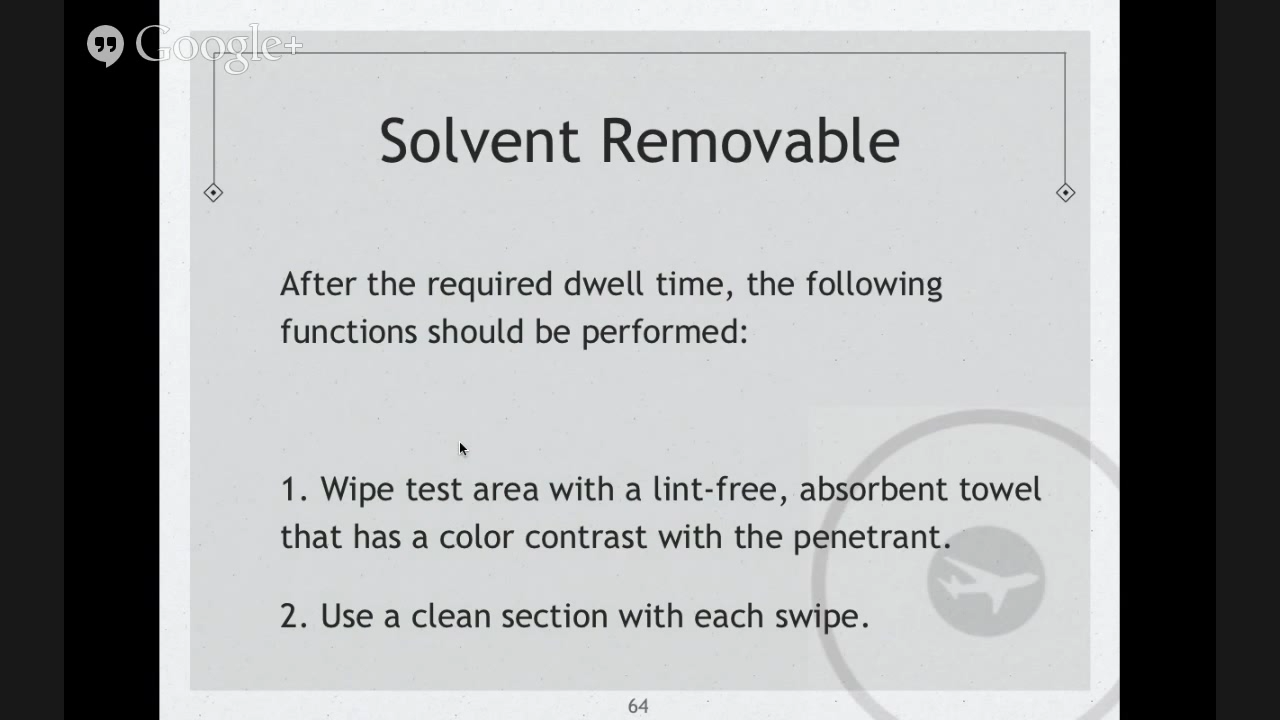 Google+
Solvent Removable
After the required dwell time, the following
functions should be performed:
1. Wipe test area with a lint-free, absorbent towel
that has a color contrast with the penetrant.
2. Use a clean section with each swipe.
64